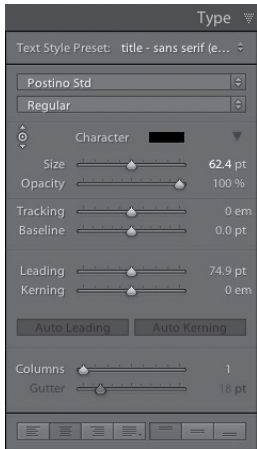 Type
Text Style Preset: title - sans serif (e...
Postino Std
Regular
Character
Size 62.4 pt
Opacity 100 %
Tracking 0 em
Baseline 0.0 pt
Leading 74.9 pt
Kerning 0 em
Auto Leading Auto Kerning
Columns 1
Gutter 18 pt